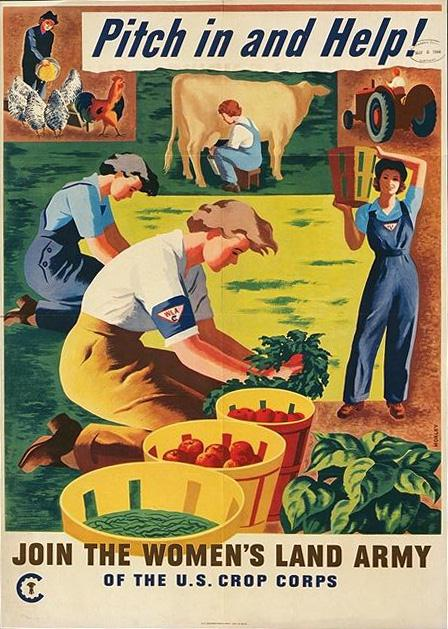 Pitch in and Help!
WLA
C
MORLEY
JOIN THE WOMEN'S LAND ARMY
OF THE U.S. CROP CORPS
C